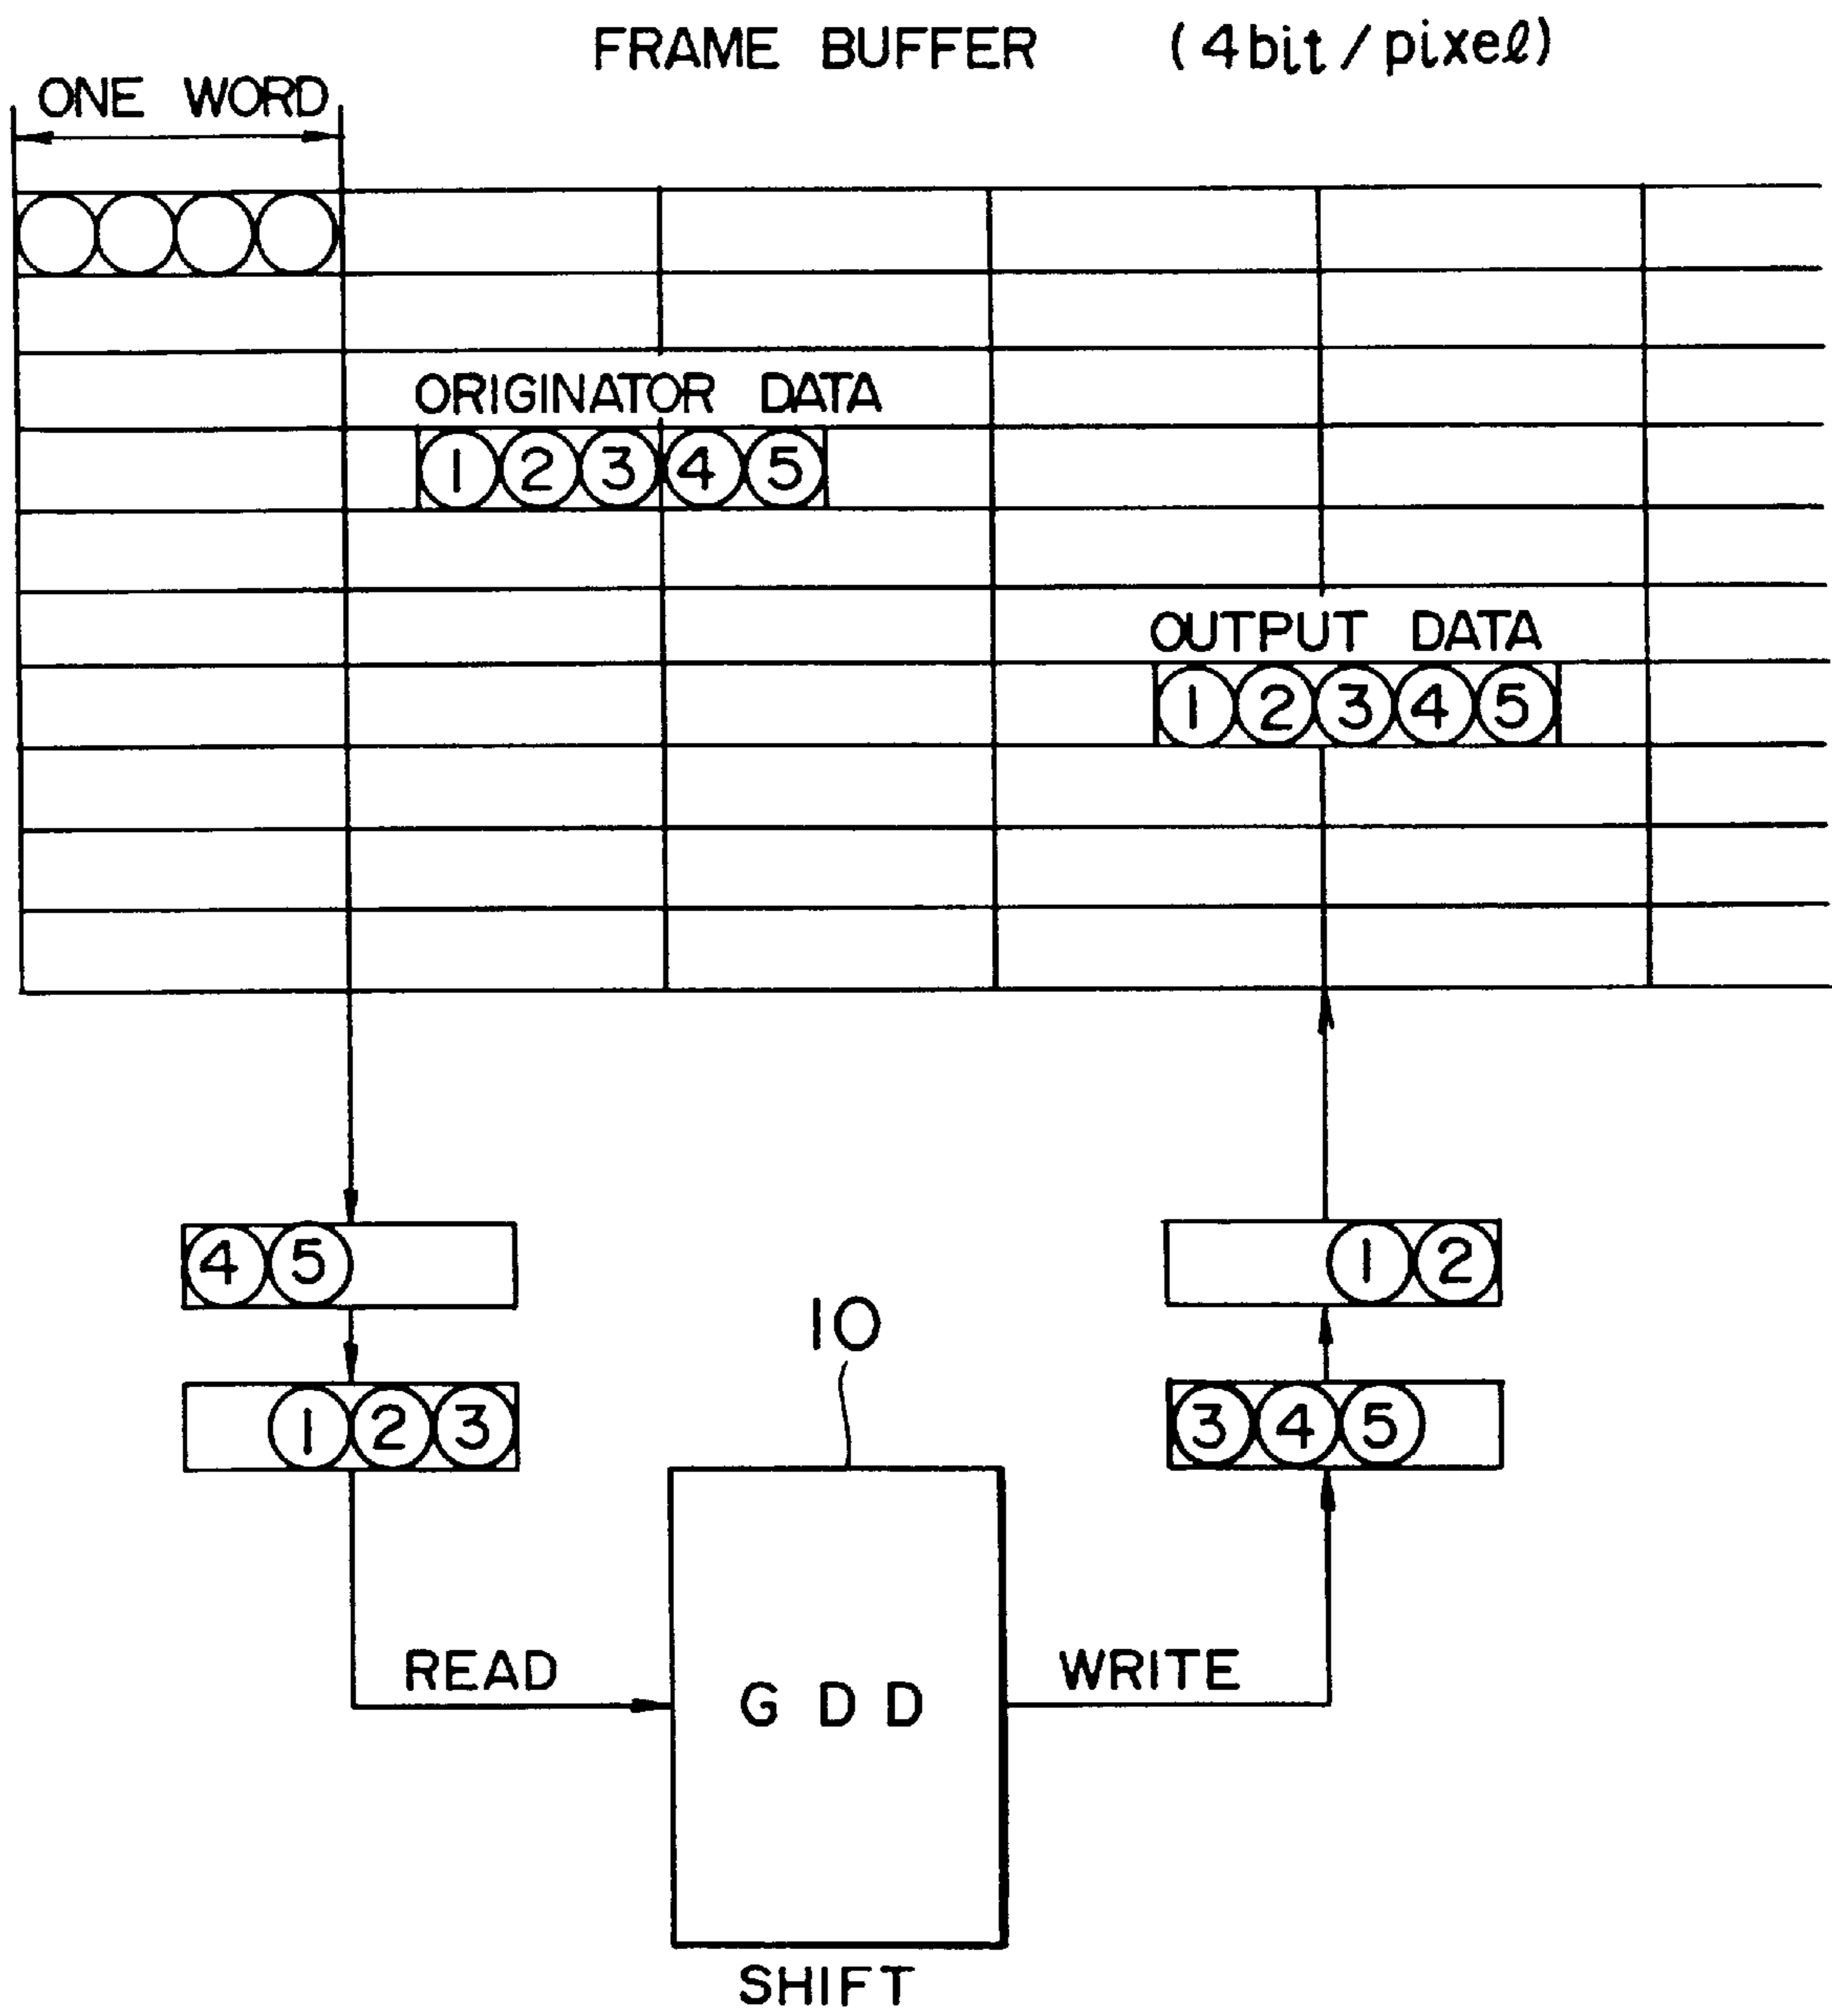 FRAME BUFFER (4bit/pixel)
ONE WORD
ORIGINATOR DATA
1 2 3 4 5
OUTPUT DATA
1 2 3 4 5
4 5
1 2
10
1 2 3
3 4 5
READ
WRITE
GDD
SHIFT